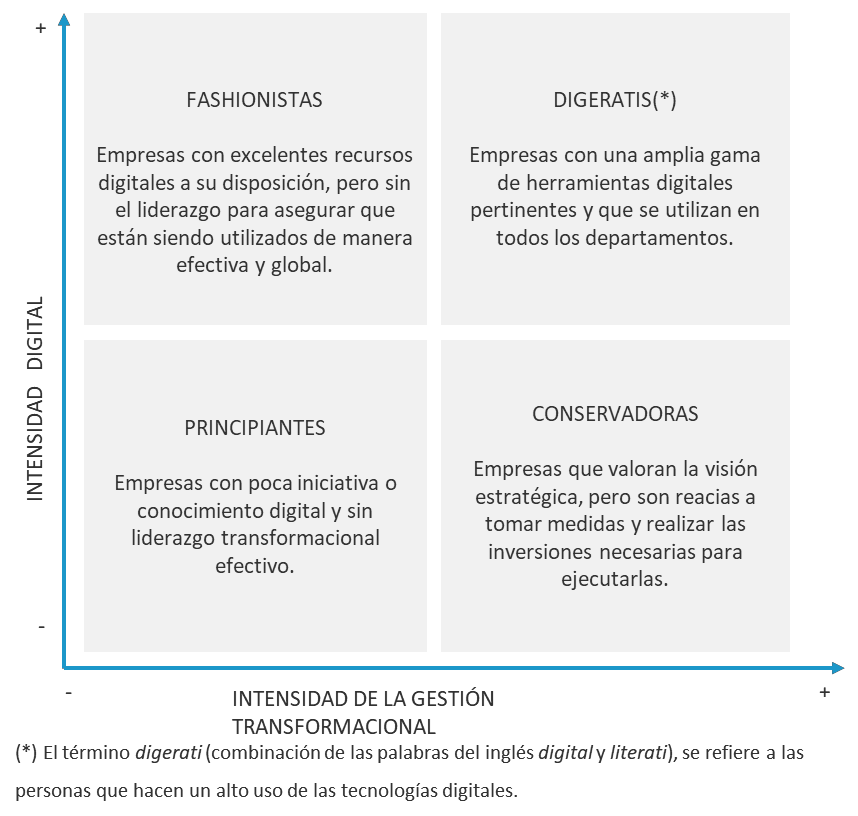 +
FASHIONISTAS
Empresas con excelentes recursos
digitales a su disposición, pero sin
el liderazgo para asegurar que
están siendo utilizados de manera
efectiva y global.
DIGERATIS(*)
Empresas con una amplia gama
de herramientas digitales
pertinentes y que se utilizan en
todos los departamentos.
INTENSIDAD DIGITAL
PRINCIPIANTES
Empresas con poca iniciativa o
conocimiento digital y sin
liderazgo transformacional
efectivo.
CONSERVADORAS
Empresas que valoran la visión
estratégica, pero son reacias a
tomar medidas y realizar las
inversiones necesarias para
ejecutarlas.
-
-
INTENSIDAD DE LA GESTIÓN
TRANSFORMACIONAL
+
(*) El término digerati (combinación de las palabras del inglés digital y literati), se refiere a las
personas que hacen un alto uso de las tecnologías digitales.